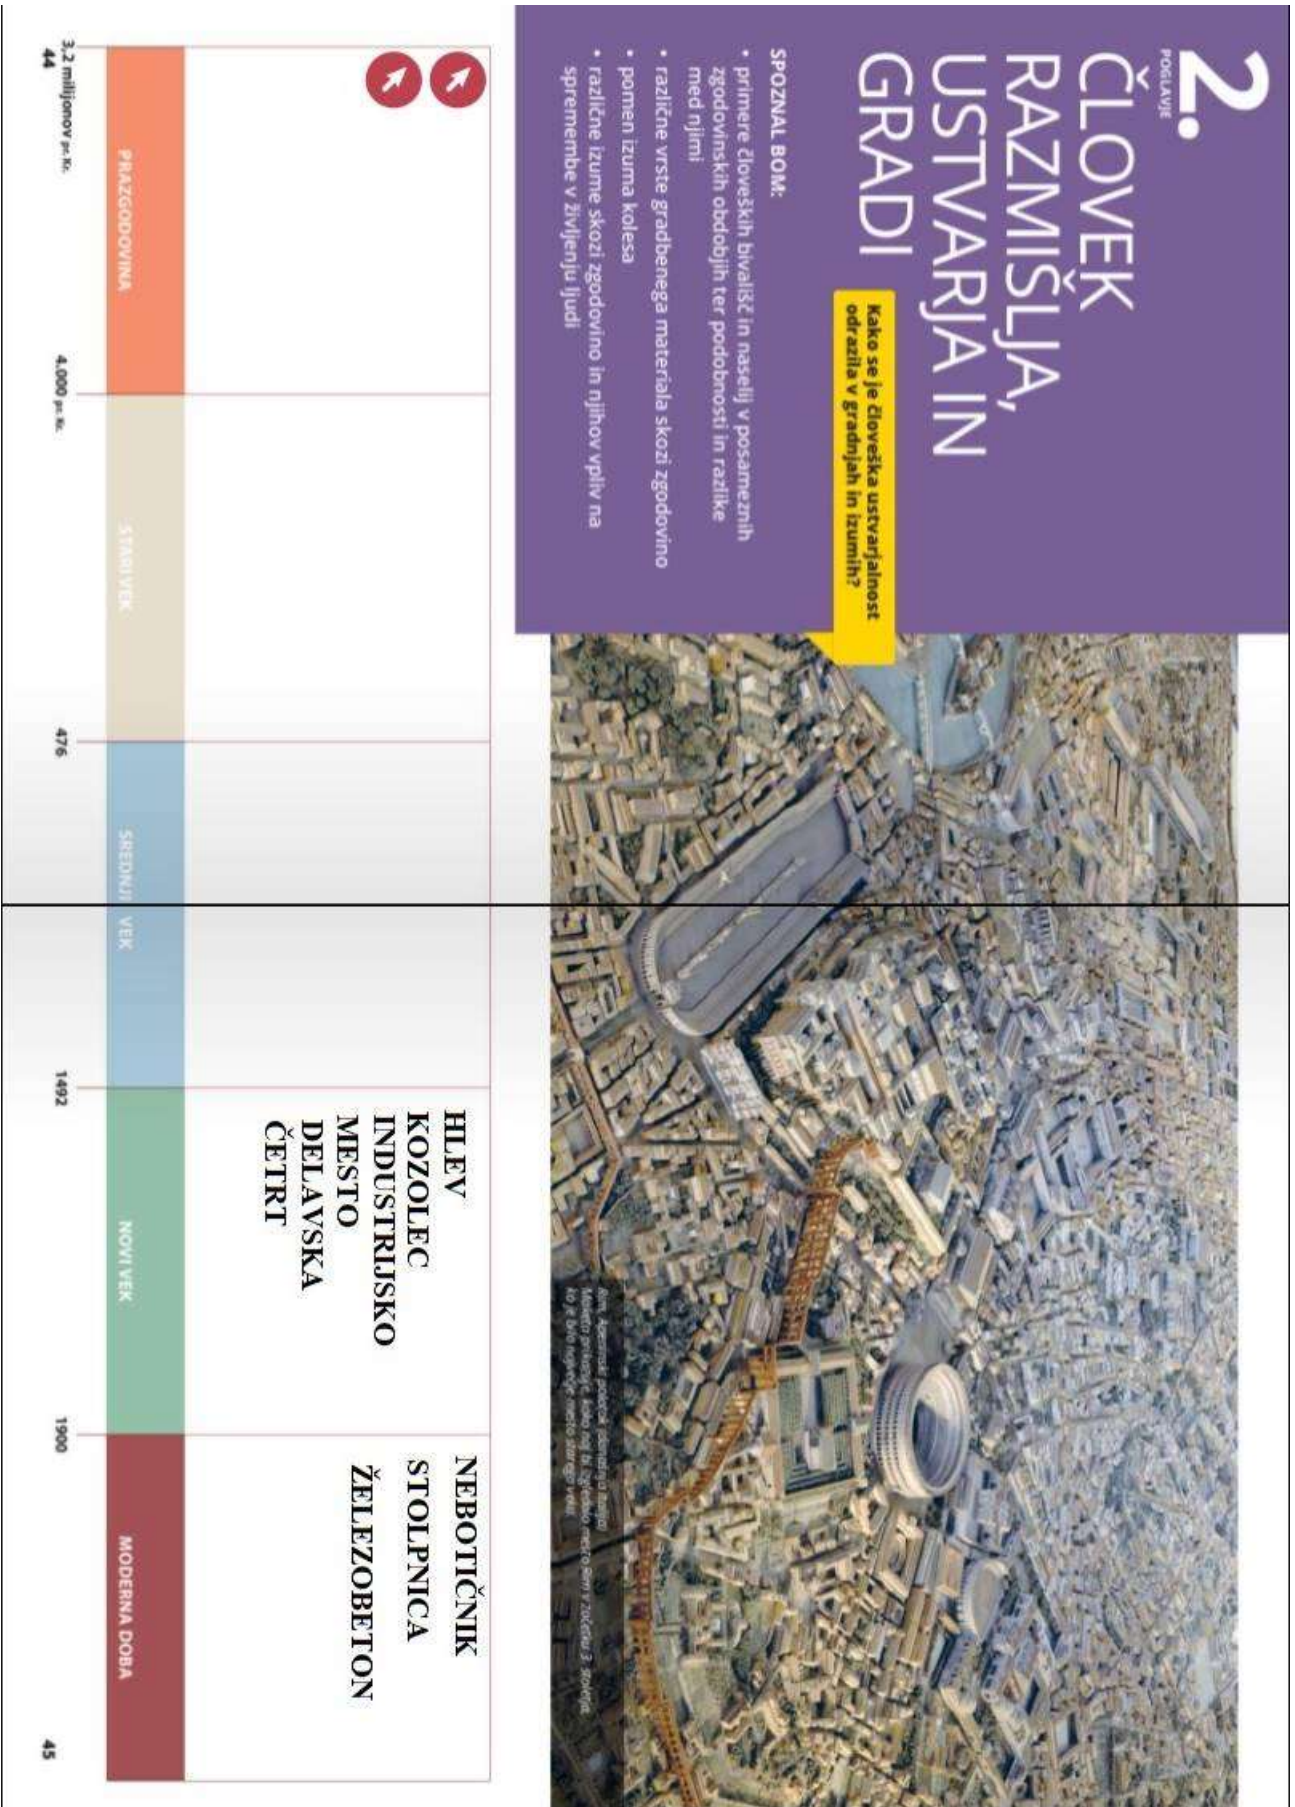 2.
POGLAVJE
ČLOVEK
RAZMIŠLJA,
USTVARJA IN
GRADI
Kako se je človeška ustvarjalnost
odrazila v gradnjah in izumih?
SPOZNAL BOM:
• primere človeških bivališč in naselij v posameznih
zgodovinskih obdobjih ter podobnosti in razlike
med njimi
• različne vrste gradbenega materiala skozi zgodovino
• pomen izuma kolesa
• različne izume skozi zgodovino in njihov vpliv na
spremembe v življenju ljudi
HLEV
KOZOLEC
INDUSTRIJSKO
MESTO
DELAVSKA
ČETRT
NEBOTIČNIK
STOLPNICA
ŽELEZOBETON
PRAZGODOVINA
STARI VEK
SREDNJI VEK
NOVI VEK
MODERNA DOBA
3,2 milijonov pr. Kr.
4.000 pr. Kr.
476
1492
1900
44
45